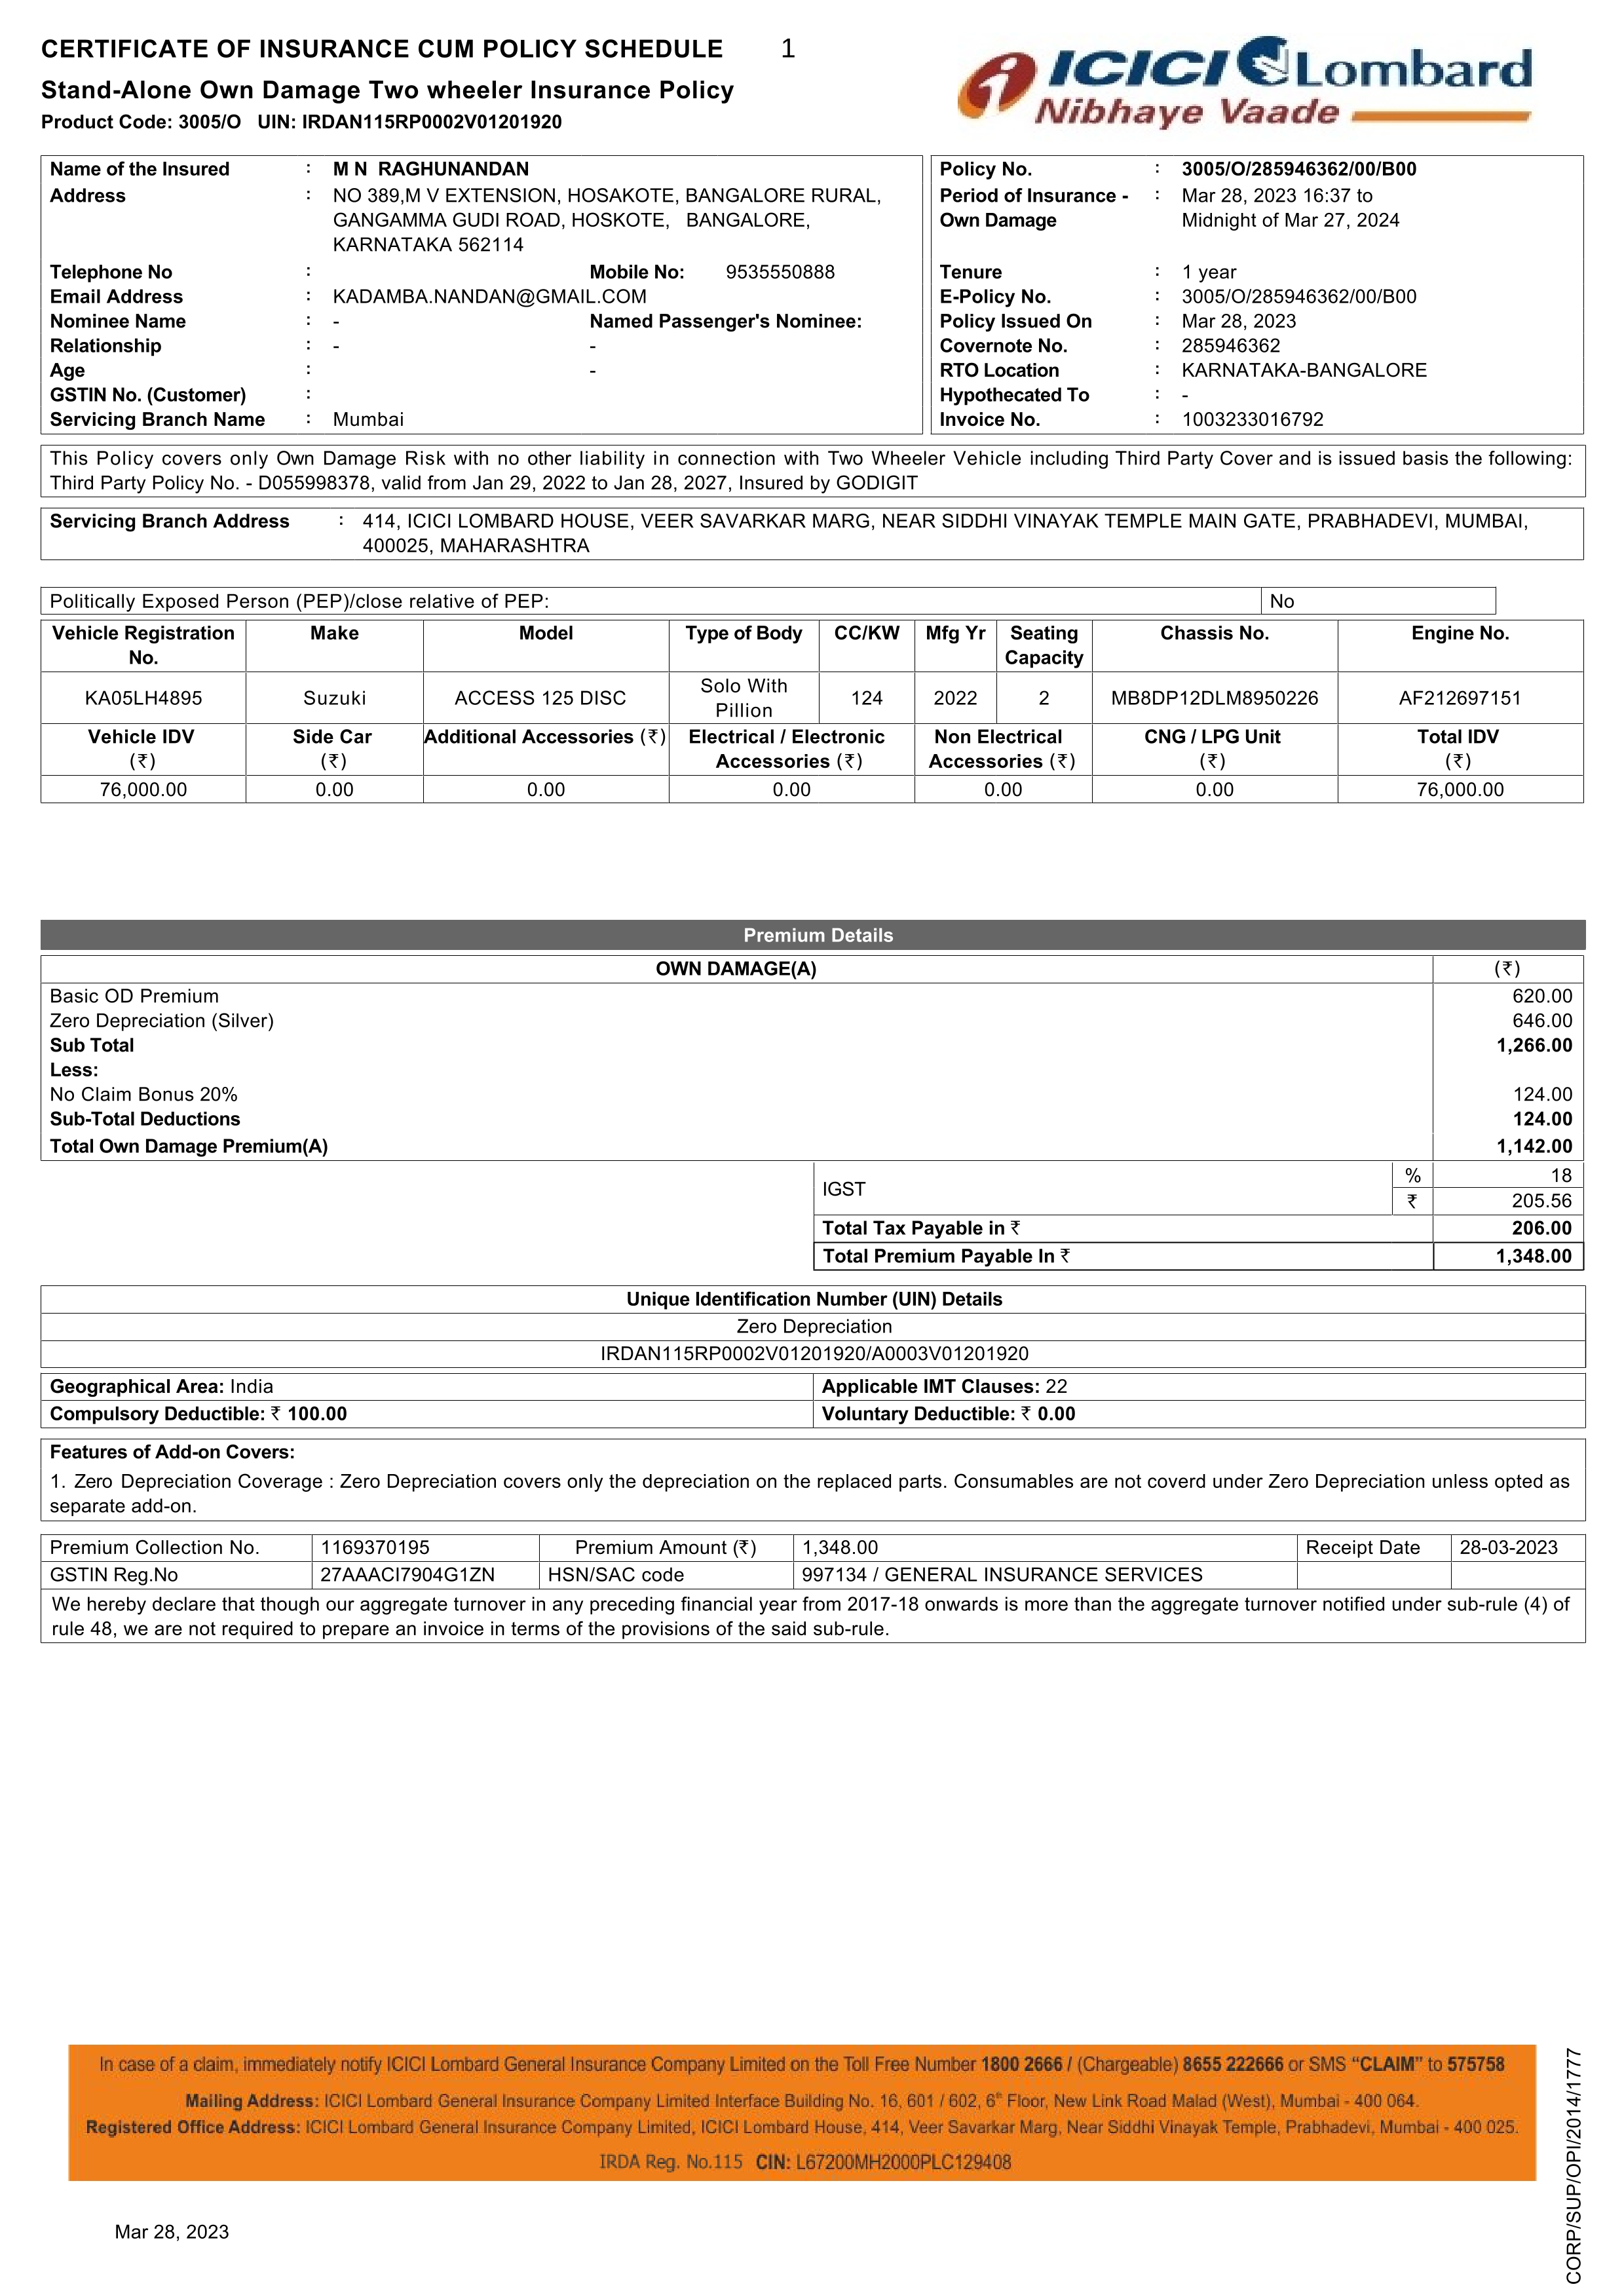 CERTIFICATE OF INSURANCE CUM POLICY SCHEDULE 1
ICICI Lombard
Nibhaye Vaade
Stand-Alone Own Damage Two wheeler Insurance Policy
Product Code: 3005/O UIN: IRDAN115RP0002V01201920
Name of the Insured : M N RAGHUNANDAN
Address : NO 389,M V EXTENSION, HOSAKOTE, BANGALORE RURAL,
GANGAMMA GUDI ROAD, HOSKOTE, BANGALORE,
KARNATAKA 562114
Telephone No : Mobile No: 9535550888
Email Address : KADAMBA.NANDAN@GMAIL.COM
Nominee Name : - Named Passenger's Nominee:
Relationship : - -
Age : -
GSTIN No. (Customer) :
Servicing Branch Name : Mumbai
Policy No. : 3005/O/285946362/00/B00
Period of Insurance - : Mar 28, 2023 16:37 to
Own Damage Midnight of Mar 27, 2024
Tenure : 1 year
E-Policy No. : 3005/O/285946362/00/B00
Policy Issued On : Mar 28, 2023
Covernote No. : 285946362
RTO Location : KARNATAKA-BANGALORE
Hypothecated To : -
Invoice No. : 1003233016792
This Policy covers only Own Damage Risk with no other liability in connection with Two Wheeler Vehicle including Third Party Cover and is issued basis the following:
Third Party Policy No. - D055998378, valid from Jan 29, 2022 to Jan 28, 2027, Insured by GODIGIT
Servicing Branch Address : 414, ICICI LOMBARD HOUSE, VEER SAVARKAR MARG, NEAR SIDDHI VINAYAK TEMPLE MAIN GATE, PRABHADEVI, MUMBAI,
400025, MAHARASHTRA
Politically Exposed Person (PEP)/close relative of PEP: No
Vehicle Registration No. Make Model Type of Body CC/KW Mfg Yr Seating Capacity Chassis No. Engine No.
KA05LH4895 Suzuki ACCESS 125 DISC Solo With Pillion 124 2022 2 MB8DP12DLM8950226 AF212697151
Vehicle IDV (₹) Side Car (₹) Additional Accessories (₹) Electrical / Electronic Accessories (₹) Non Electrical Accessories (₹) CNG / LPG Unit (₹) Total IDV (₹)
76,000.00 0.00 0.00 0.00 0.00 0.00 76,000.00
Premium Details
OWN DAMAGE(A) (₹)
Basic OD Premium 620.00
Zero Depreciation (Silver) 646.00
Sub Total 1,266.00
Less:
No Claim Bonus 20% 124.00
Sub-Total Deductions 124.00
Total Own Damage Premium(A) 1,142.00
IGST % 18
₹ 205.56
Total Tax Payable in ₹ 206.00
Total Premium Payable In ₹ 1,348.00
Unique Identification Number (UIN) Details
Zero Depreciation
IRDAN115RP0002V01201920/A0003V01201920
Geographical Area: India Applicable IMT Clauses: 22
Compulsory Deductible: ₹ 100.00 Voluntary Deductible: ₹ 0.00
Features of Add-on Covers:
1. Zero Depreciation Coverage : Zero Depreciation covers only the depreciation on the replaced parts. Consumables are not coverd under Zero Depreciation unless opted as
separate add-on.
Premium Collection No. 1169370195 Premium Amount (₹) 1,348.00 Receipt Date 28-03-2023
GSTIN Reg.No 27AAACI7904G1ZN HSN/SAC code 997134 / GENERAL INSURANCE SERVICES
We hereby declare that though our aggregate turnover in any preceding financial year from 2017-18 onwards is more than the aggregate turnover notified under sub-rule (4) of
rule 48, we are not required to prepare an invoice in terms of the provisions of the said sub-rule.
In case of a claim, immediately notify ICICI Lombard General Insurance Company Limited on the Toll Free Number 1800 2666 / (Chargeable) 8655 222666 or SMS “CLAIM” to 575758
Mailing Address: ICICI Lombard General Insurance Company Limited Interface Building No. 16, 601 / 602, 6th Floor, New Link Road Malad (West), Mumbai - 400 064.
Registered Office Address: ICICI Lombard General Insurance Company Limited, ICICI Lombard House, 414, Veer Savarkar Marg, Near Siddhi Vinayak Temple, Prabhadevi, Mumbai - 400 025.
IRDA Reg. No.115 CIN: L67200MH2000PLC129408
CORP/SUP/OPI/2014/1777
Mar 28, 2023